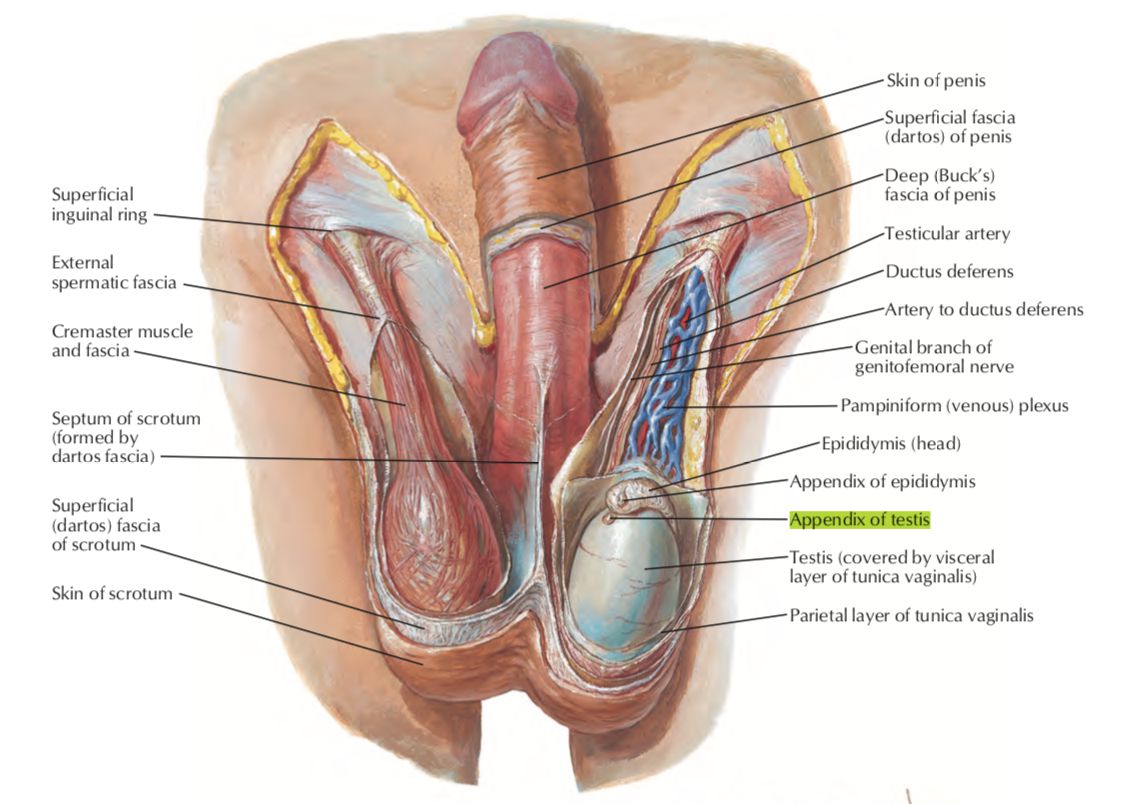 Superficial
inguinal ring
External
spermatic fascia
Cremaster muscle
and fascia
Septum of scrotum
(formed by
dartos fascia)
Superficial
(dartos) fascia
of scrotum
Skin of scrotum
Skin of penis
Superficial fascia
(dartos) of penis
Deep (Buck’s)
fascia of penis
Testicular artery
Ductus deferens
Artery to ductus deferens
Genital branch of
genitofemoral nerve
Pampiniform (venous) plexus
Epididymis (head)
Appendix of epididymis
Appendix of testis
Testis (covered by visceral
layer of tunica vaginalis)
Parietal layer of tunica vaginalis